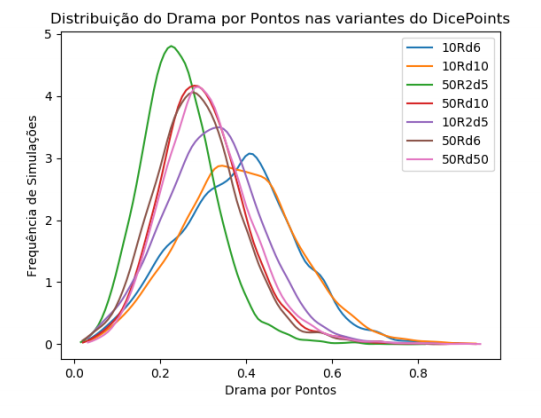 Distribuição do Drama por Pontos nas variantes do DicePoints
5
4
3
2
1
0
Frequência de Simulações
10Rd6
10Rd10
50R2d5
50Rd10
10R2d5
50Rd6
50Rd50
0.0 0.2 0.4 0.6 0.8
Drama por Pontos